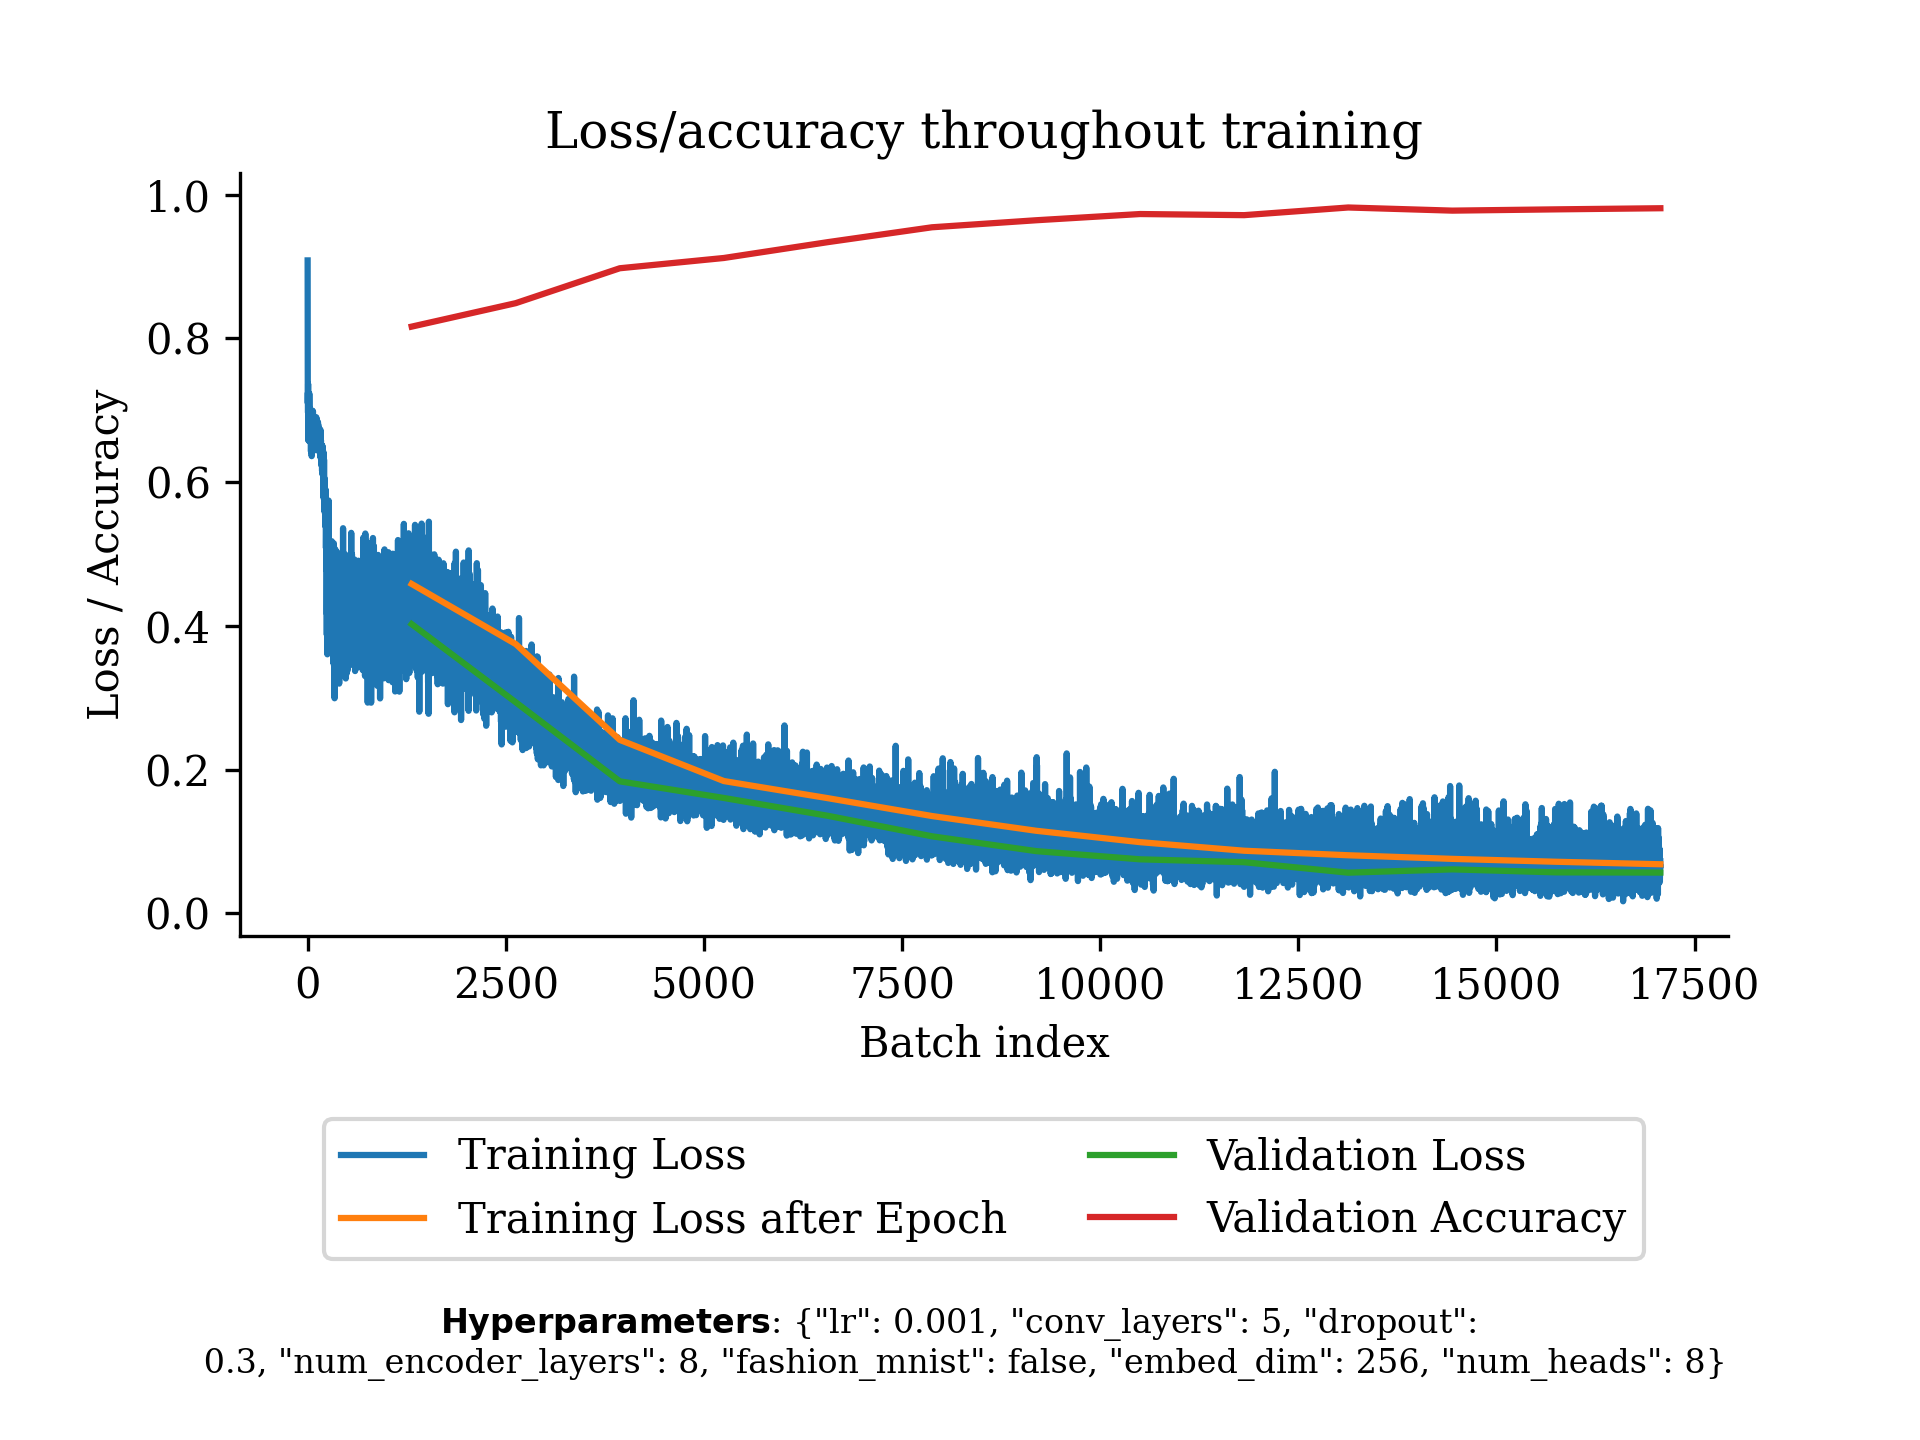 Loss/accuracy throughout training
1.0
0.8
0.6
0.4
0.2
0.0
Loss / Accuracy
0 2500 5000 7500 10000 12500 15000 17500
Batch index
Training Loss
Training Loss after Epoch
Validation Loss
Validation Accuracy
Hyperparameters: {"lr": 0.001, "conv_layers": 5, "dropout":
0.3, "num_encoder_layers": 8, "fashion_mnist": false, "embed_dim": 256, "num_heads": 8}